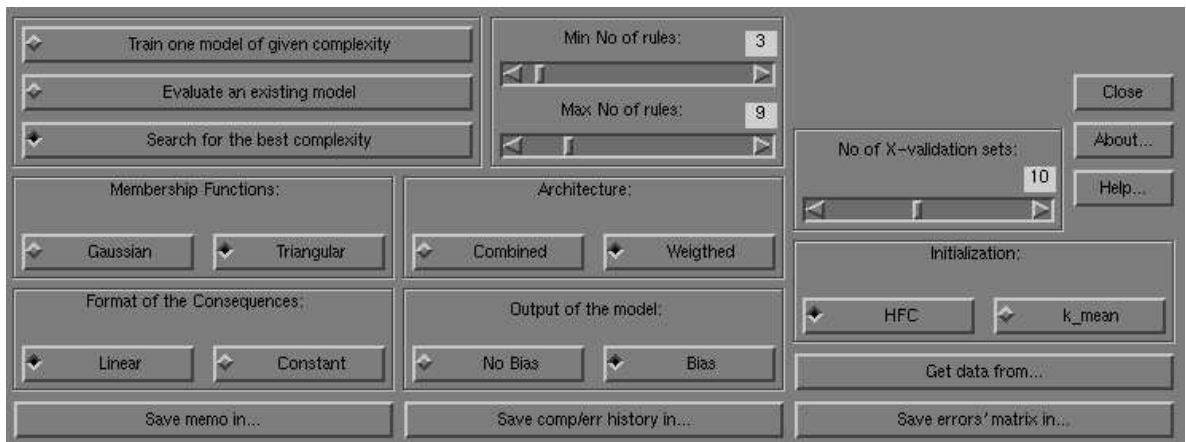 Train one model of given complexity
Evaluate an existing model
Search for the best complexity
Min No of rules:
3
Max No of rules:
9
No of X-validation sets:
10
Close
About...
Help...
Membership Functions:
Gaussian
Triangular
Architecture:
Combined
Weigthed
Initialization:
HFC
k_mean
Format of the Consequences:
Linear
Constant
Output of the model:
No Bias
Bias
Get data from...
Save memo in...
Save comp/err history in...
Save errors' matrix in...